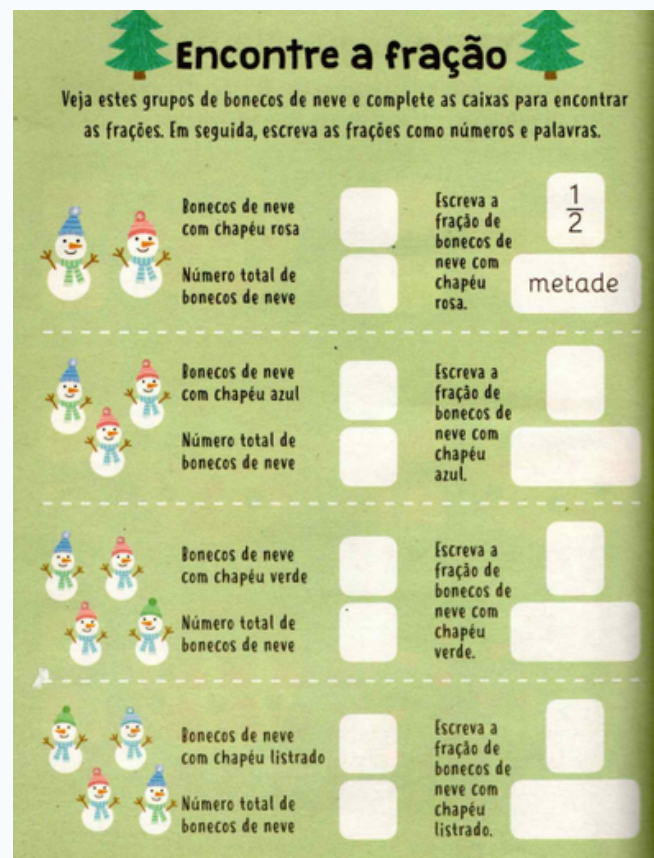 Encontre a fração
Veja estes grupos de bonecos de neve e complete as caixas para encontrar
as frações. Em seguida, escreva as frações como números e palavras.
Bonecos de neve
com chapéu rosa
Número total de
bonecos de neve
Escreva a
fração de
bonecos de
neve com
chapéu
rosa.
1
2
metade
Bonecos de neve
com chapéu azul
Número total de
bonecos de neve
Escreva a
fração de
bonecos de
neve com
chapéu
azul.
Bonecos de neve
com chapéu verde
Número total de
bonecos de neve
Escreva a
fração de
bonecos de
neve com
chapéu
verde.
Bonecos de neve
com chapéu listrado
Número total de
bonecos de neve
Escreva a
fração de
bonecos de
neve com
chapéu
listrado.